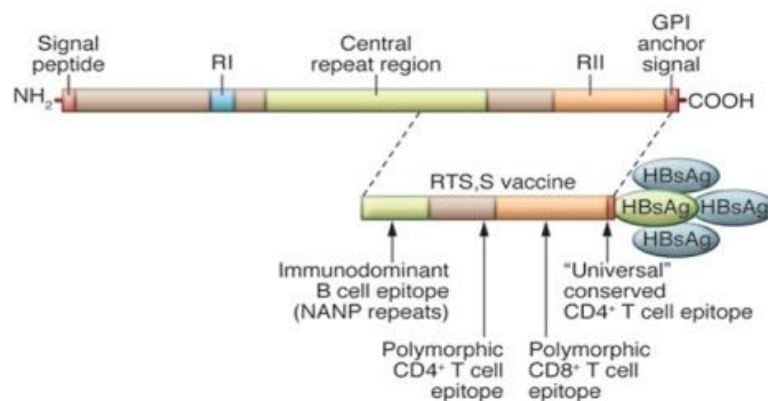 Signal
peptide
RI
Central
repeat region
RII
GPI
anchor
signal
NH2
COOH
RTS,S vaccine
HBsAg
HBsAg
HBsAg
HBsAg
Immunodominant
B cell epitope
(NANP repeats)
"Universal"
conserved
CD4+ T cell epitope
Polymorphic
CD4+ T cell
epitope
Polymorphic
CD8+ T cell
epitope